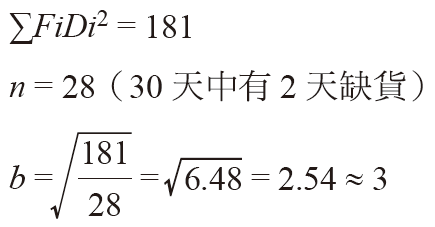 ∑FiDi² = 181
n = 28（30 天中有 2 天缺貨）
b = √(181/28) = √6.48 = 2.54 ≈ 3